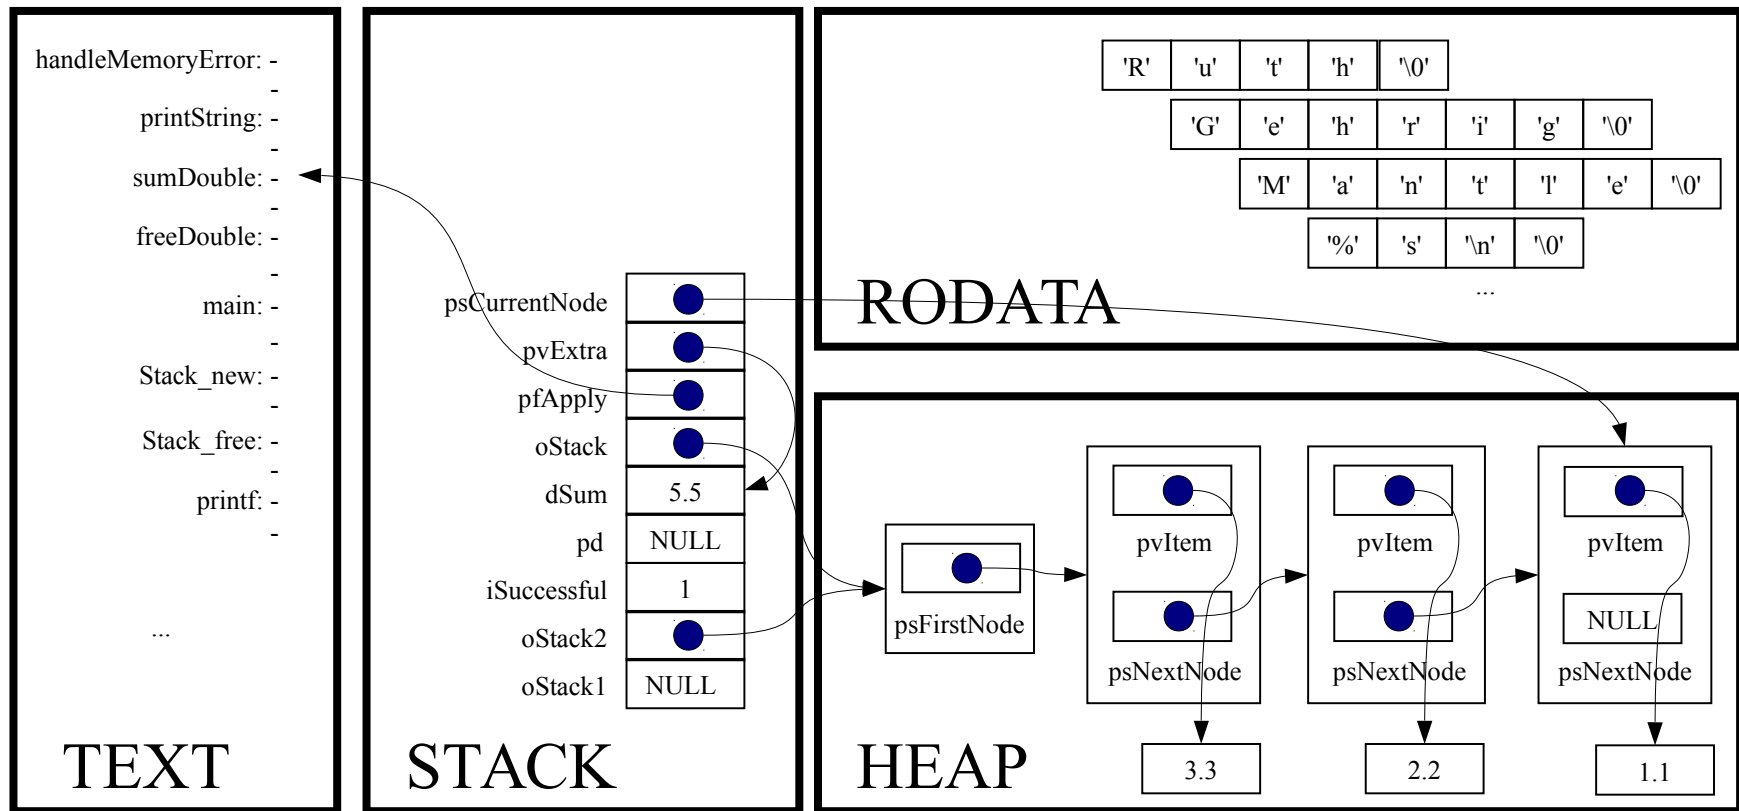 handleMemoryError: -
-
printString: -
-
sumDouble: -
-
freeDouble: -
-
main: -
-
Stack_new: -
-
Stack_free: -
-
printf: -
-
...
TEXT
psCurrentNode
pvExtra
pfApply
oStack
dSum 5.5
pd NULL
iSuccessful 1
oStack2
oStack1 NULL
STACK
'R' 'u' 't' 'h' '\0'
'G' 'e' 'h' 'r' 'i' 'g' '\0'
'M' 'a' 'n' 't' 'l' 'e' '\0'
'%' 's' '\n' '\0'
...
RODATA
pvItem pvItem pvItem
psFirstNode NULL
psNextNode psNextNode psNextNode
3.3 2.2 1.1
HEAP